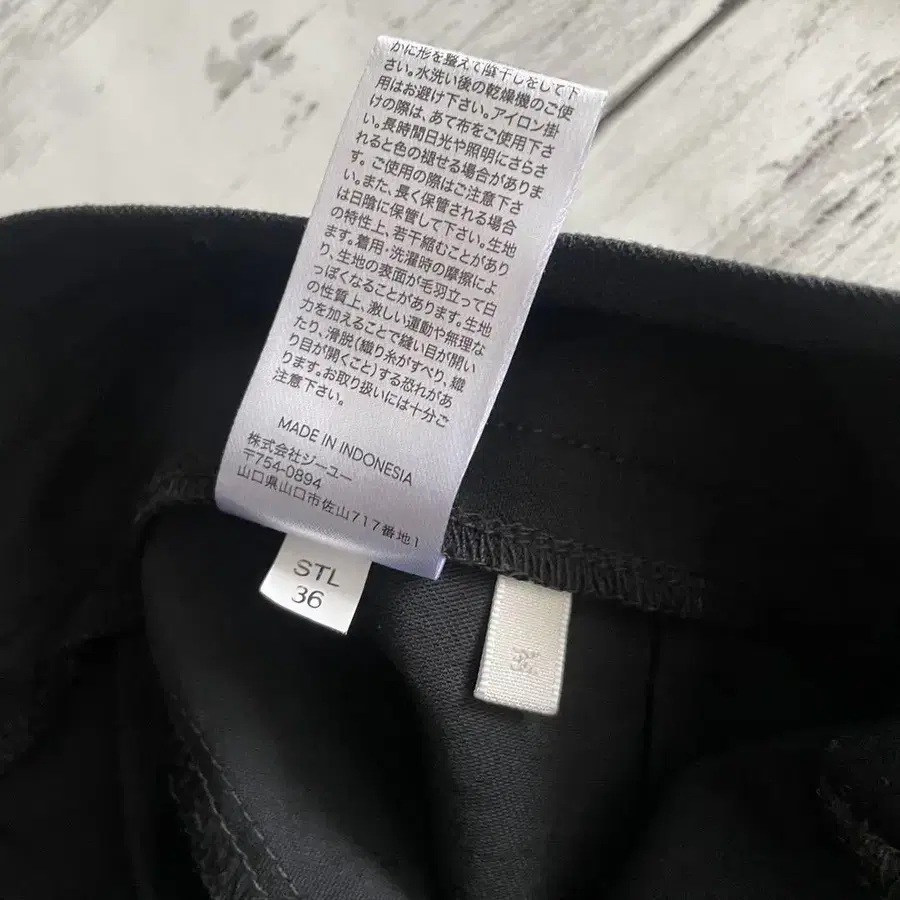 かに形を整えて陰干しをして下
さい。水洗い後の乾燥機のご使
用はお避け下さい。アイロン掛
けの際は、あて布をご使用下さ
い。長時間日光や照明にさらさ
れると色の褪せる場合がありま
す。ご使用の際はご注意下さ
い。また、長く保管される場合
は日陰に保管して下さい。生地
の特性上、若干縮むことがあり
ます。着用・洗濯時の摩擦によ
り、生地の表面が毛羽立って白
っぽくなることがあります。生地
の性質上、激しい運動や無理な
力を加えることで縫い目が開い
たり、滑脱(織り糸がすべり、織
り目が開くこと)する恐れがあ
ります。お取り扱いには十分ご
注意下さい。
MADE IN INDONESIA
株式会社ジーユー
〒754-0894
山口県山口市佐山717番地1
STL
36